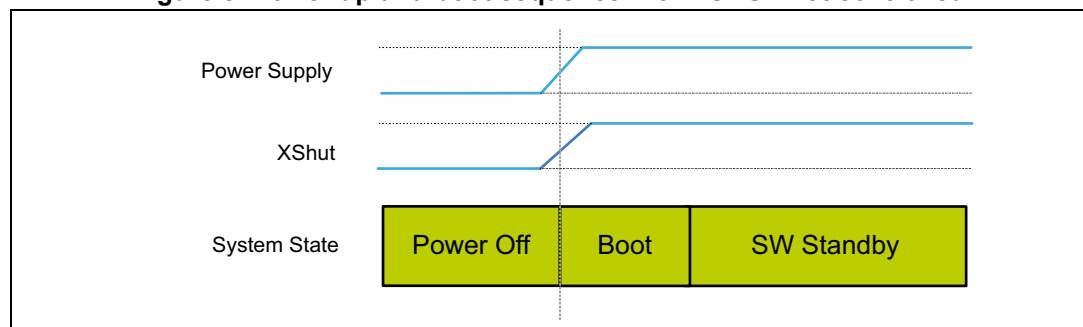 Power Supply
XShut
System State
Power Off
Boot
SW Standby